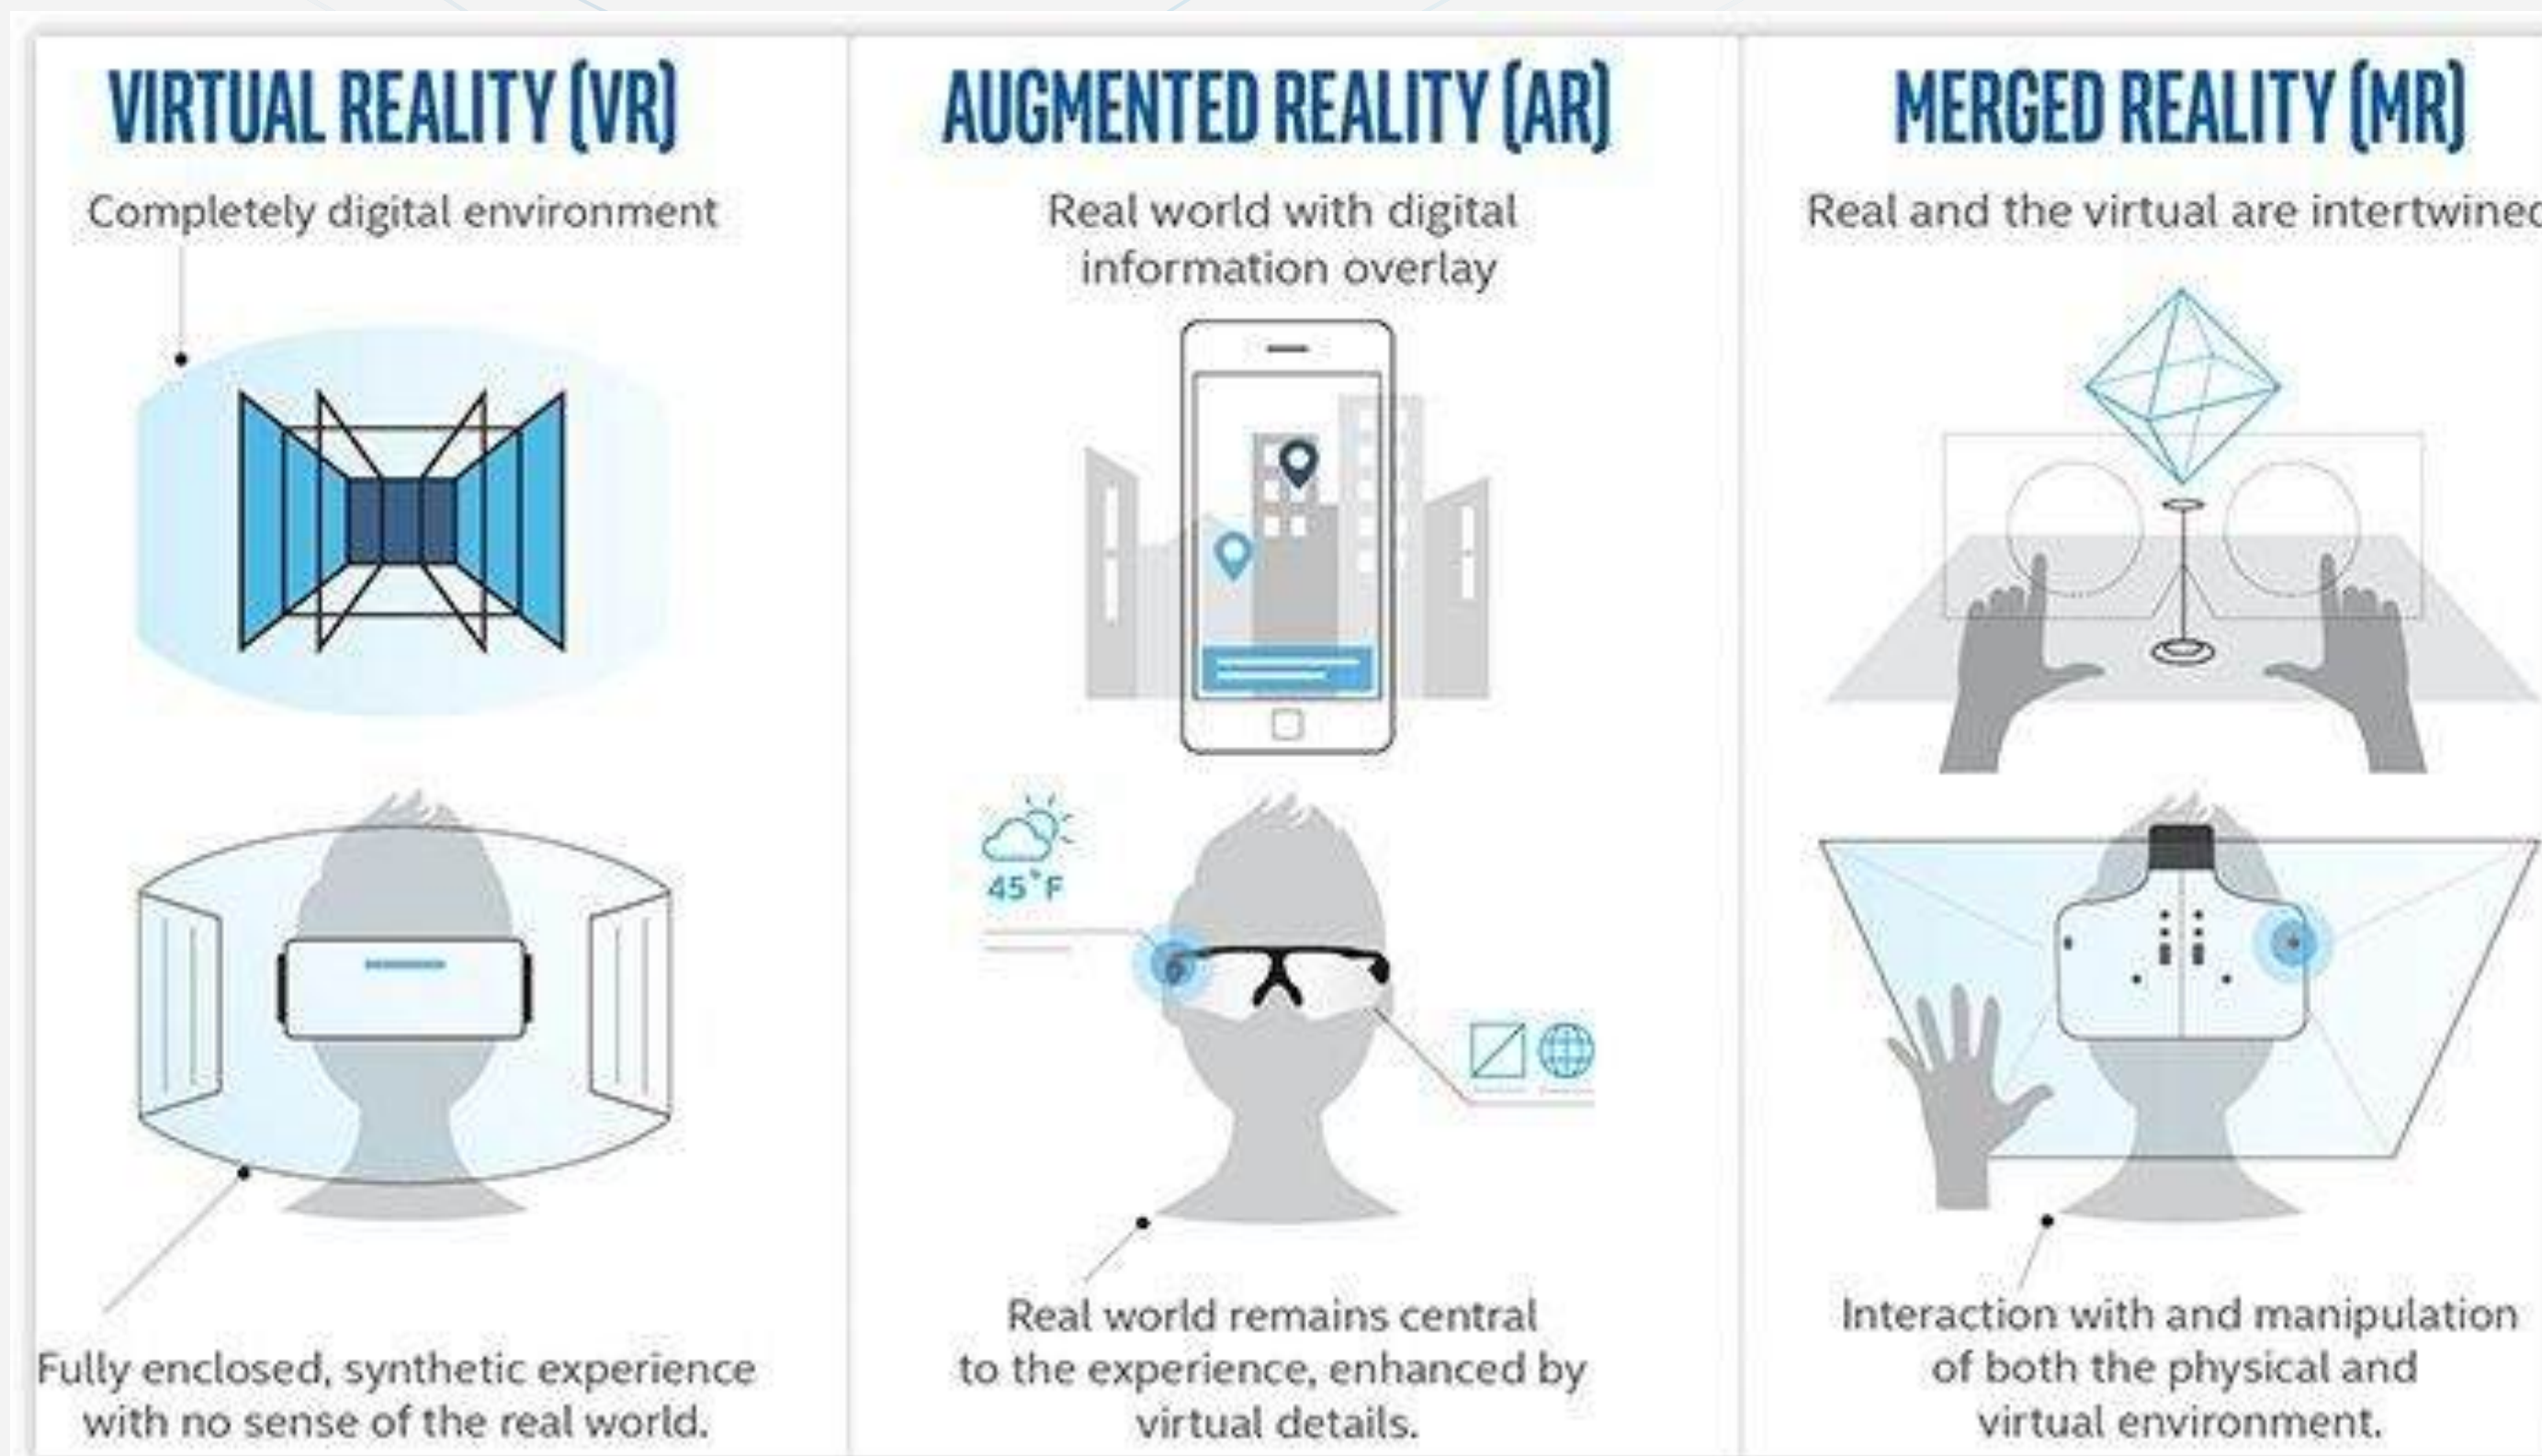 VIRTUAL REALITY (VR)
Completely digital environment
Fully enclosed, synthetic experience
with no sense of the real world.
AUGMENTED REALITY (AR)
Real world with digital
information overlay
45°F
Real world remains central
to the experience, enhanced by
virtual details.
MERGED REALITY (MR)
Real and the virtual are intertwined
Interaction with and manipulation
of both the physical and
virtual environment.